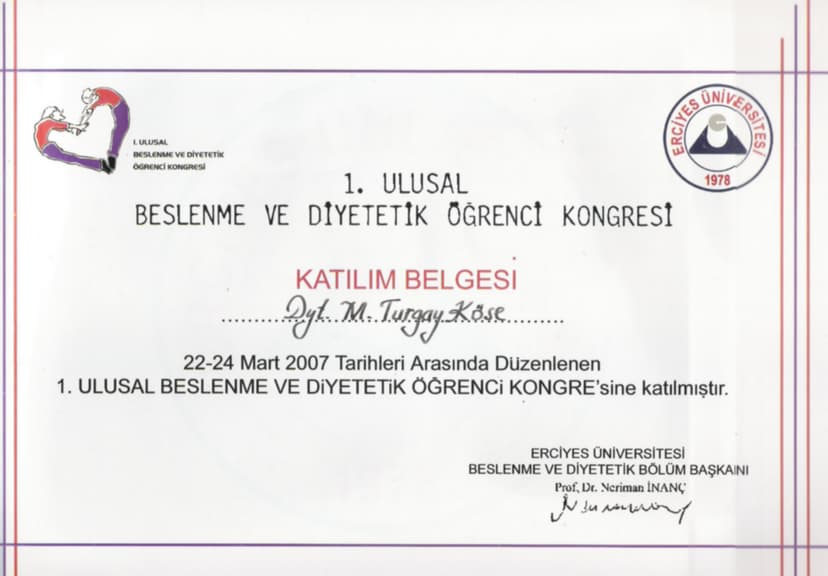 I. ULUSAL
BESLENME VE DİYETETİK
ÖĞRENCİ KONGRESİ
ERCİYES ÜNİVERSİTESİ
1978
1. ULUSAL
BESLENME VE DİYETETİK ÖĞRENCİ KONGRESİ
KATILIM BELGESİ
Dyt. M. Turgay Köse
22-24 Mart 2007 Tarihleri Arasında Düzenlenen
1. ULUSAL BESLENME VE DiYETETiK ÖĞRENCi KONGRE'sine katılmıştır.
ERCİYES ÜNİVERSİTESİ
BESLENME VE DİYETETİK BÖLÜM BAŞKANI
Prof. Dr. Neriman İNANÇ